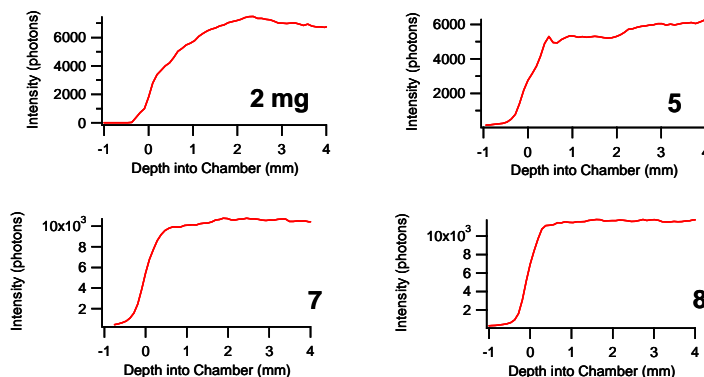 Intensity (photons)
6000
4000
2000
0
2 mg
-1 0 1 2 3 4
Depth into Chamber (mm)
Intensity (photons)
6000
4000
2000
5
-1 0 1 2 3 4
Depth into Chamber (mm)
Intensity (photons)
10x10³
8
6
4
2
7
-1 0 1 2 3 4
Depth into Chamber (mm)
Intensity (photons)
10x10³
8
6
4
2
8
-1 0 1 2 3 4
Depth into Chamber (mm)